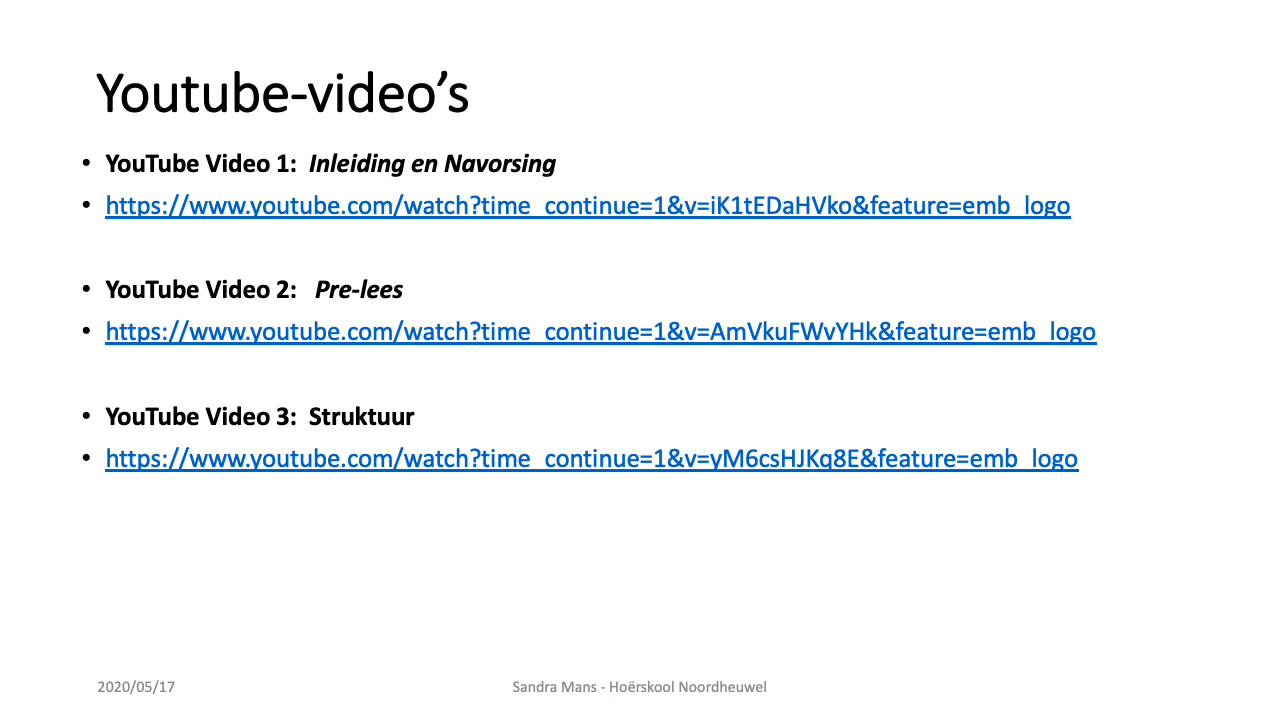 Youtube-video’s
• YouTube Video 1: Inleiding en Navorsing
• https://www.youtube.com/watch?time_continue=1&v=iK1tEDaHVko&feature=emb_logo
• YouTube Video 2: Pre-lees
• https://www.youtube.com/watch?time_continue=1&v=AmVkuFWvYHk&feature=emb_logo
• YouTube Video 3: Struktuur
• https://www.youtube.com/watch?time_continue=1&v=yM6csHJKq8E&feature=emb_logo
2020/05/17
Sandra Mans - Hoërskool Noordheuwel